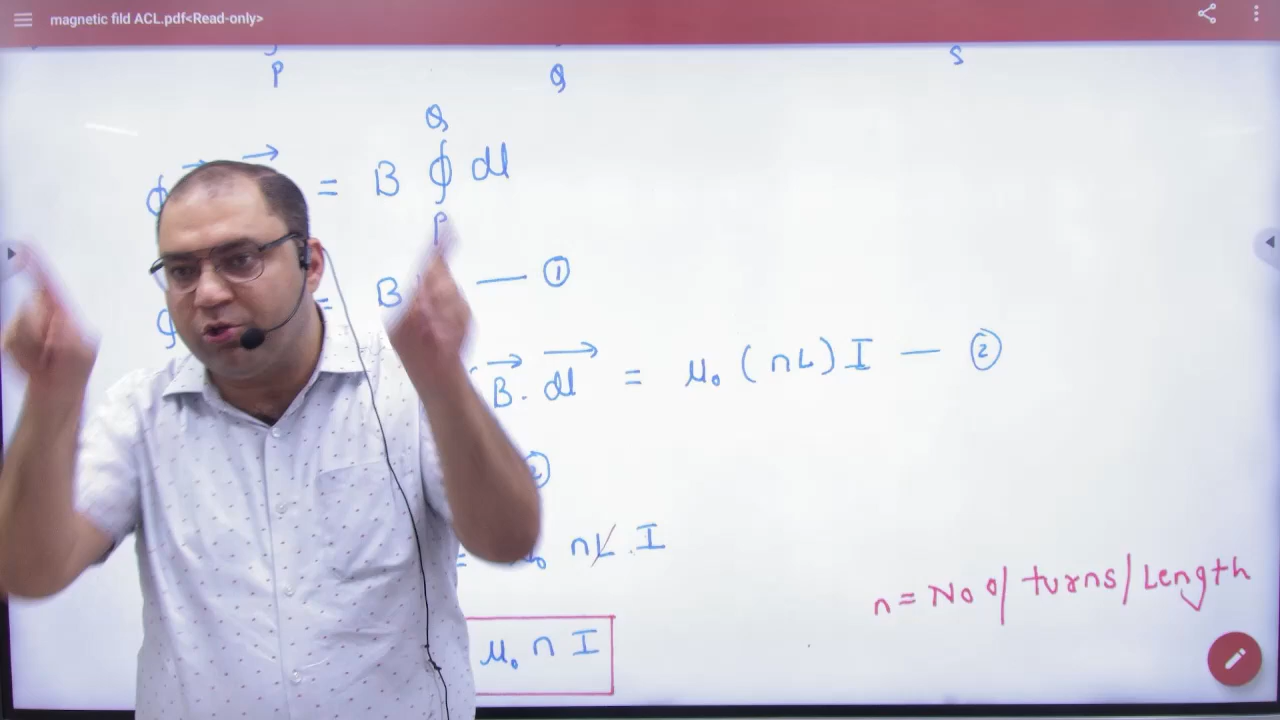 magnetic fild ACL.pdf<Read-only>
P Q S
Q
= B ∮ dl
P
= B — ①
B⃗. dl⃗ = μ₀ (nL) I — ②
②
= μ₀ nL . I
n = No of turns/Length
μ₀ n I